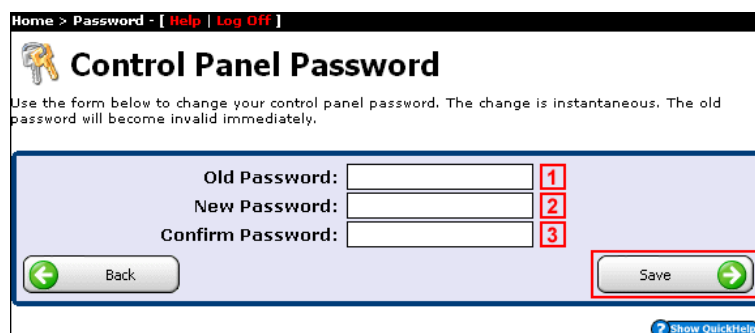 Home > Password - [ Help | Log Off ]
Control Panel Password
Use the form below to change your control panel password. The change is instantaneous. The old
password will become invalid immediately.
Old Password: 1
New Password: 2
Confirm Password: 3
Back Save
? Show QuickHelp